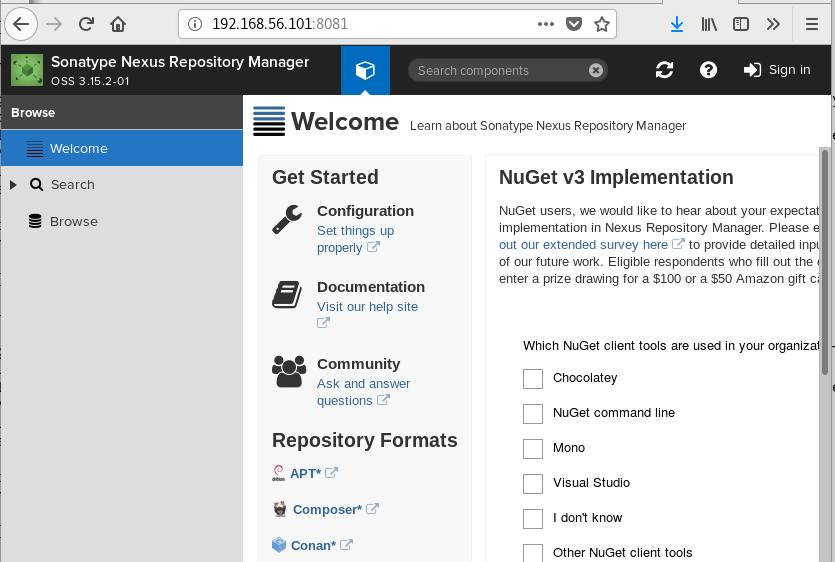 192.168.56.101:8081
Sonatype Nexus Repository Manager
OSS 3.15.2-01
Search components
Sign in
Browse
Welcome
Search
Browse
Welcome Learn about Sonatype Nexus Repository Manager
Get Started
Configuration
Set things up
properly
Documentation
Visit our help site
Community
Ask and answer
questions
Repository Formats
APT*
Composer*
Conan*
NuGet v3 Implementation
NuGet users, we would like to hear about your expectat
implementation in Nexus Repository Manager. Please
out our extended survey here to provide detailed
of our future work. Eligible respondents who fill out the
enter a prize drawing for a $100 or a $50 Amazon gift
Which NuGet client tools are used in your organizat
Chocolatey
NuGet command line
Mono
Visual Studio
I don't know
Other NuGet client tools